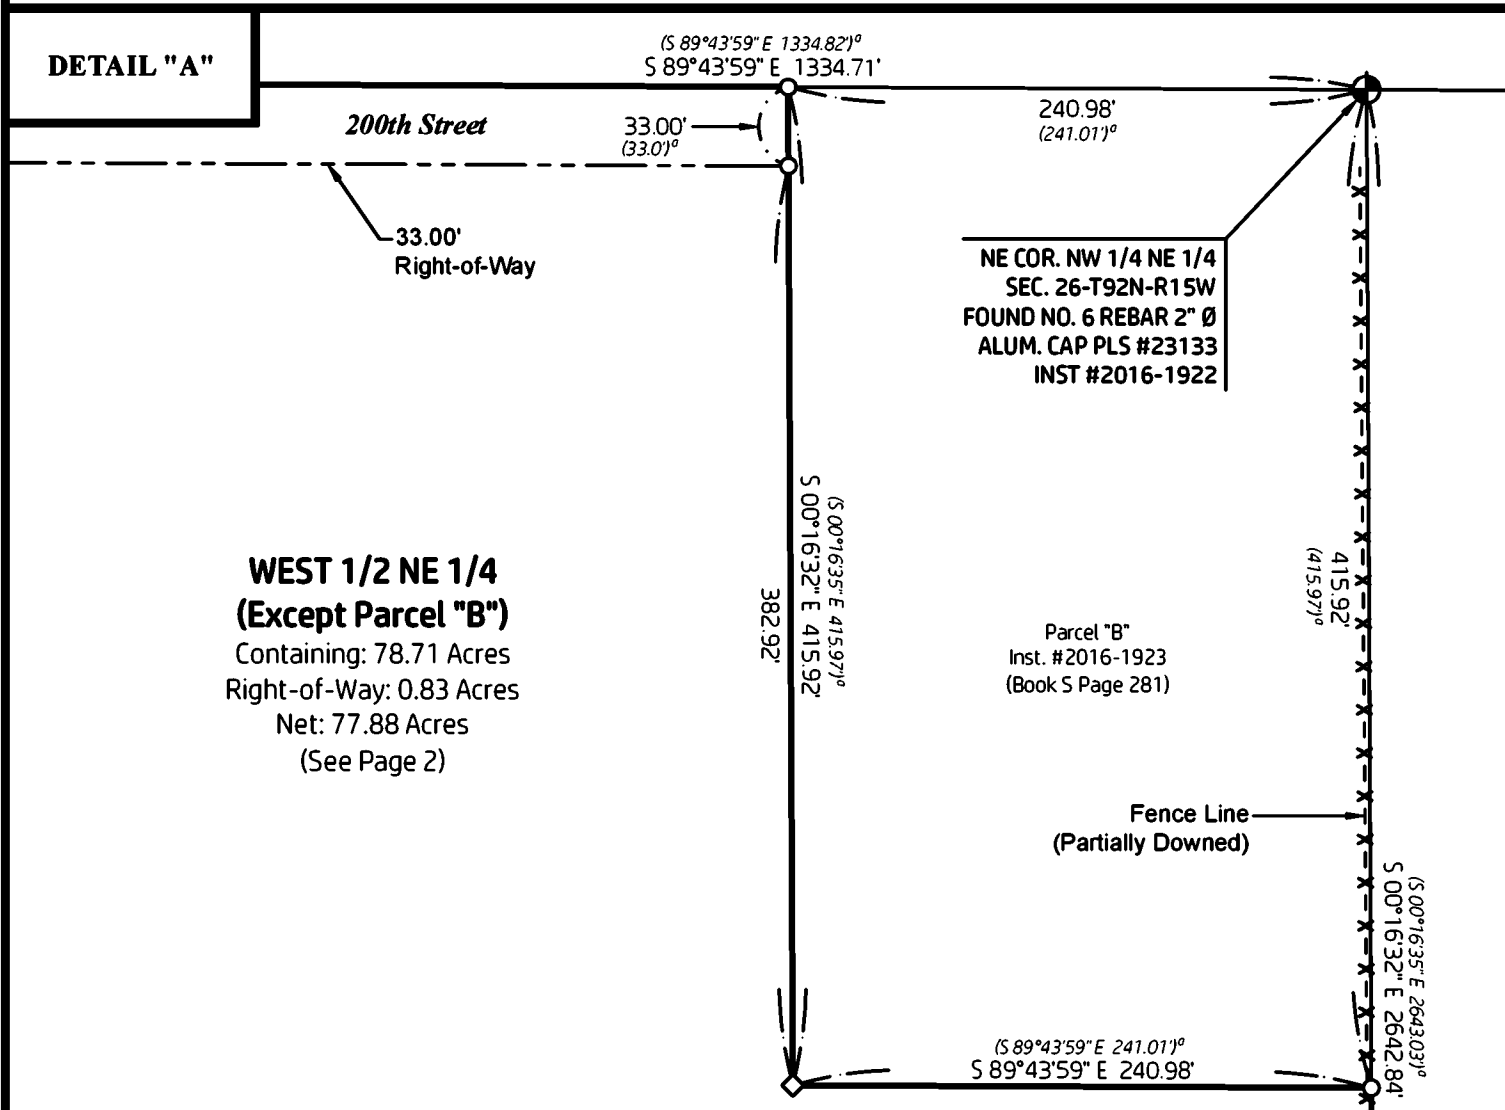 DETAIL "A"
(S 89°43'59" E 1334.82')ª
S 89°43'59" E 1334.71'
200th Street
33.00'
(33.0')ª
240.98'
(241.01')ª
33.00'
Right-of-Way
NE COR. NW 1/4 NE 1/4
SEC. 26-T92N-R15W
FOUND NO. 6 REBAR 2" Ø
ALUM. CAP PLS #23133
INST #2016-1922
(S 00°16'35" E 415.97')ª
S 00°16'32" E 415.92'
382.92'
415.92'
(415.97')ª
WEST 1/2 NE 1/4
(Except Parcel "B")
Containing: 78.71 Acres
Right-of-Way: 0.83 Acres
Net: 77.88 Acres
(See Page 2)
Parcel "B"
Inst. #2016-1923
(Book S Page 281)
Fence Line
(Partially Downed)
(S 00°16'35" E 2643.03')ª
S 00°16'32" E 2642.84'
(S 89°43'59" E 241.01')ª
S 89°43'59" E 240.98'